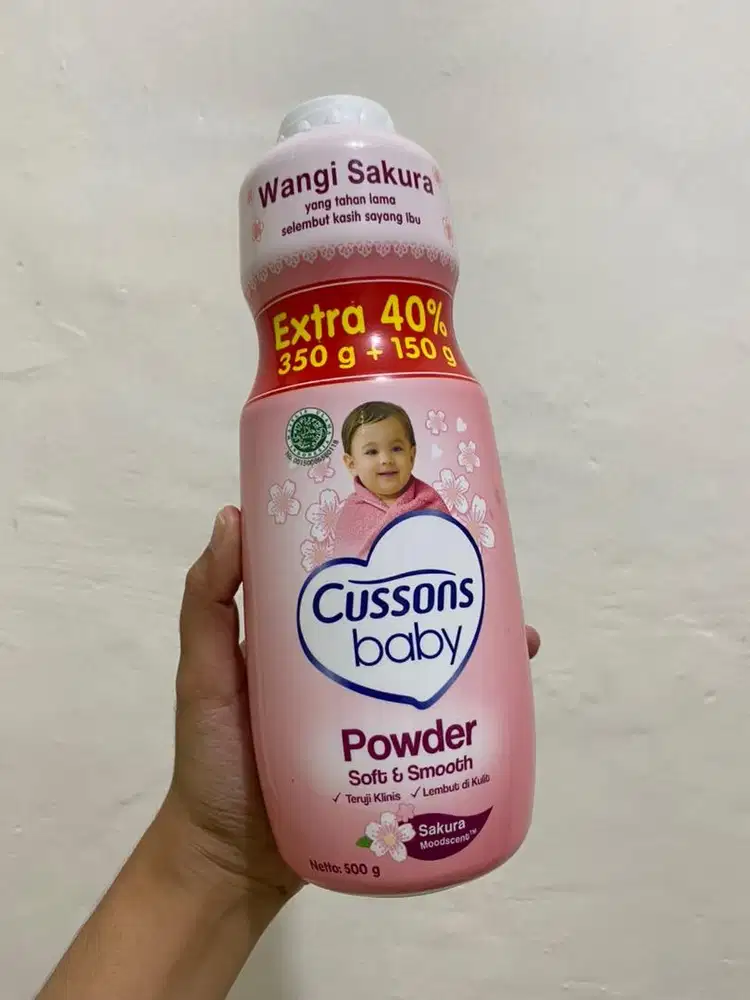 Wangi Sakura
yang tahan lama
selembut kasih sayang Ibu
Extra 40%
350 g + 150 g
Cussons
baby
Powder
Soft & Smooth
✓ Teruji Klinis ✓ Lembut di Kulit
Sakura
Moodscent™
Netto: 500 g